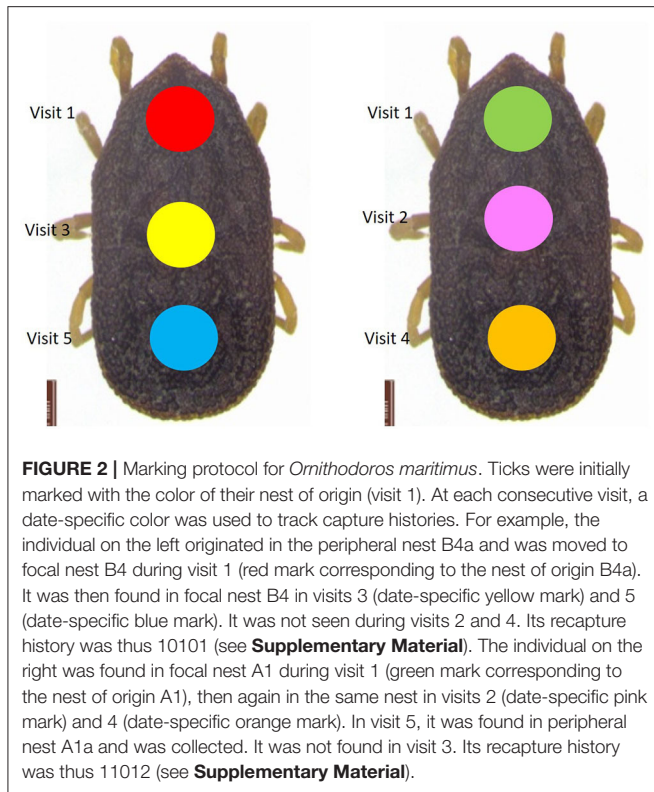 Visit 1
Visit 3
Visit 5
Visit 1
Visit 2
Visit 4
FIGURE 2 | Marking protocol for Ornithodoros maritimus. Ticks were initially
marked with the color of their nest of origin (visit 1). At each consecutive visit, a
date-specific color was used to track capture histories. For example, the
individual on the left originated in the peripheral nest B4a and was moved to
focal nest B4 during visit 1 (red mark corresponding to the nest of origin B4a).
It was then found in focal nest B4 in visits 3 (date-specific yellow mark) and 5
(date-specific blue mark). It was not seen during visits 2 and 4. Its recapture
history was thus 10101 (see Supplementary Material). The individual on the
right was found in focal nest A1 during visit 1 (green mark corresponding to
the nest of origin A1), then again in the same nest in visits 2 (date-specific pink
mark) and 4 (date-specific orange mark). In visit 5, it was found in peripheral
nest A1a and was collected. It was not found in visit 3. Its recapture history
was thus 11012 (see Supplementary Material).